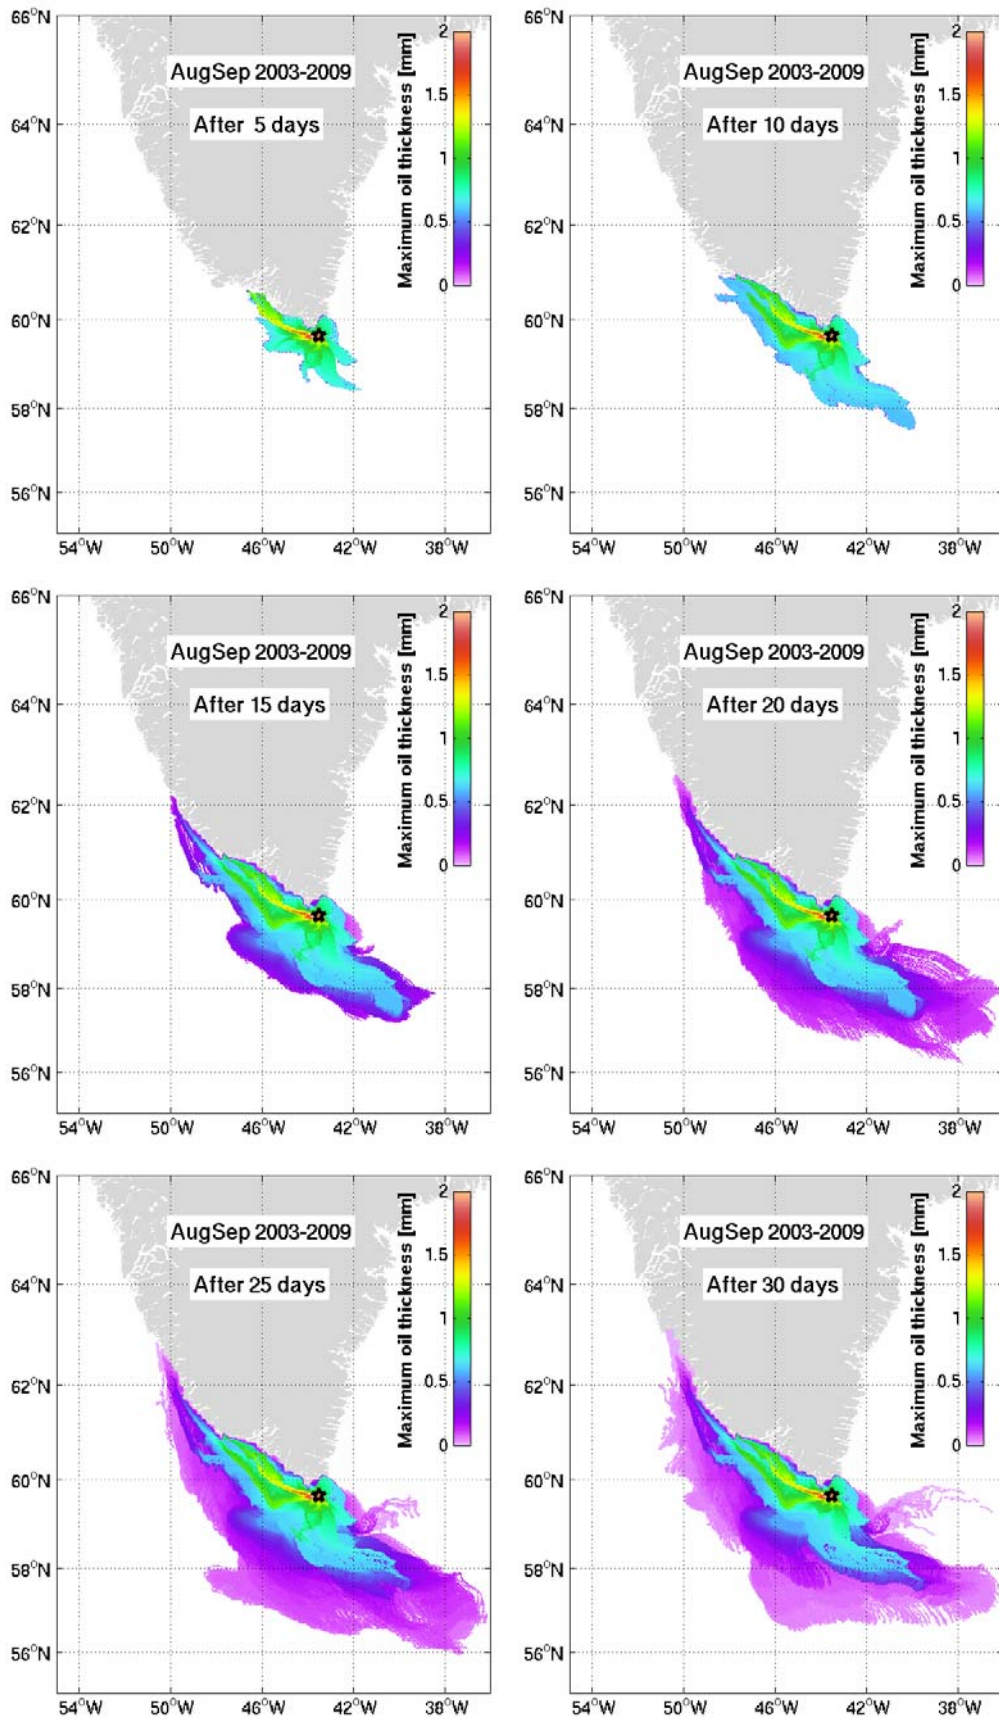 66°N
64°N
62°N
60°N
58°N
56°N
54°W 50°W 46°W 42°W 38°W
AugSep 2003-2009
After 5 days
Maximum oil thickness [mm]
2
1.5
1
0.5
0
66°N
64°N
62°N
60°N
58°N
56°N
54°W 50°W 46°W 42°W 38°W
AugSep 2003-2009
After 10 days
Maximum oil thickness [mm]
2
1.5
1
0.5
0
66°N
64°N
62°N
60°N
58°N
56°N
54°W 50°W 46°W 42°W 38°W
AugSep 2003-2009
After 15 days
Maximum oil thickness [mm]
2
1.5
1
0.5
0
66°N
64°N
62°N
60°N
58°N
56°N
54°W 50°W 46°W 42°W 38°W
AugSep 2003-2009
After 20 days
Maximum oil thickness [mm]
2
1.5
1
0.5
0
66°N
64°N
62°N
60°N
58°N
56°N
54°W 50°W 46°W 42°W 38°W
AugSep 2003-2009
After 25 days
Maximum oil thickness [mm]
2
1.5
1
0.5
0
66°N
64°N
62°N
60°N
58°N
56°N
54°W 50°W 46°W 42°W 38°W
AugSep 2003-2009
After 30 days
Maximum oil thickness [mm]
2
1.5
1
0.5
0